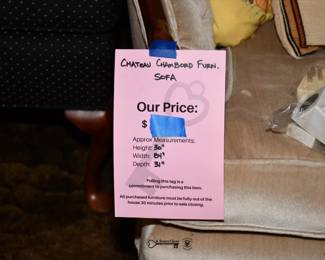 CHATEAU CHAMBORD FURN.
SOFA
Our Price:
$
Approx Measurements:
Height: 30"
Width: 84"
Depth: 31"
Pulling this tag is a
commitment to purchasing this item.
All purchased furniture must be fully out of the
house 30 minutes prior to sale closing.